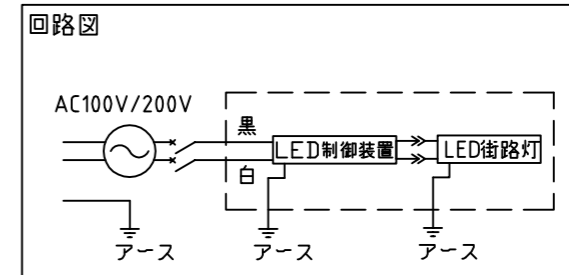 回路図
AC100V/200V
黒
LED制御装置
LED街路灯
白
アース
アース
アース